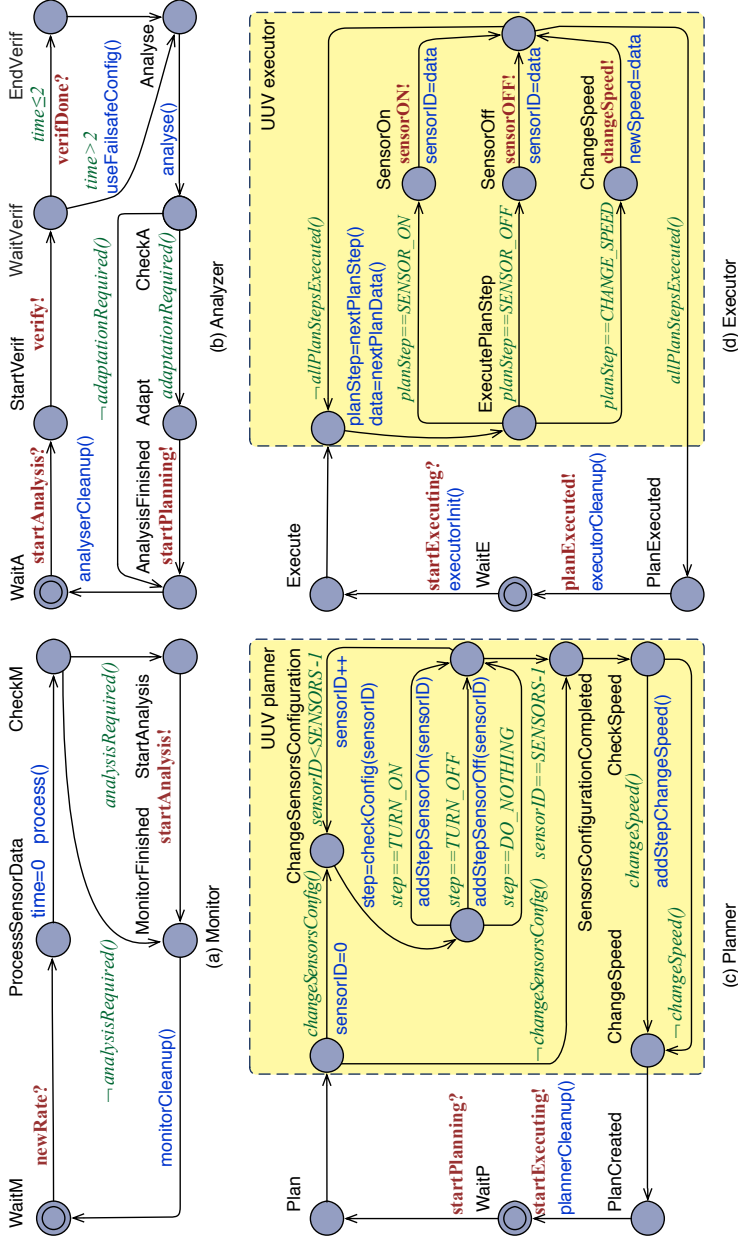 WaitM
newRate?
ProcessSensorData
time=0 process()
CheckM
¬analysisRequired()
analysisRequired()
MonitorFinished
StartAnalysis
monitorCleanup()
startAnalysis!
(a) Monitor
WaitA
startAnalysis?
StartVerif
verify!
WaitVerif
time≤2
verifDone?
EndVerif
time>2
useFailsafeConfig()
analyserCleanup()
¬adaptationRequired()
Analyse
AnalysisFinished
Adapt
CheckA
analyse()
startPlanning!
adaptationRequired()
(b) Analyzer
UUV planner
Plan
changeSensorsConfig()
sensorID=0
ChangeSensorsConfiguration
sensorID<SENSORS-1
sensorID++
step=checkConfig(sensorID)
step==TURN_ON
addStepSensorOn(sensorID)
step==TURN_OFF
addStepSensorOff(sensorID)
step==DO_NOTHING
startPlanning?
WaitP
startExecuting!
plannerCleanup()
¬changeSensorsConfig()
sensorID==SENSORS-1
SensorsConfigurationCompleted
PlanCreated
ChangeSpeed
changeSpeed()
addStepChangeSpeed()
CheckSpeed
¬changeSpeed()
(c) Planner
UUV executor
Execute
¬allPlanStepsExecuted()
planStep=nextPlanStep()
data=nextPlanData()
planStep==SENSOR_ON
SensorOn
sensorON!
sensorID=data
startExecuting?
executorInit()
WaitE
ExecutePlanStep
planStep==SENSOR_OFF
SensorOff
sensorOFF!
sensorID=data
planExecuted!
executorCleanup()
planStep==CHANGE_SPEED
ChangeSpeed
changeSpeed!
newSpeed=data
PlanExecuted
allPlanStepsExecuted()
(d) Executor